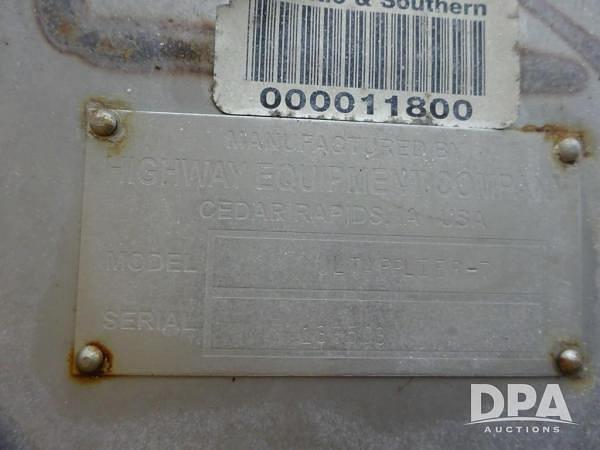 & Southern
000011800
MANUFACTURED BY
HIGHWAY EQUIPMENT COMPANY
CEDAR RAPIDS, IA USA
MODEL
SERIAL
DPA
AUCTIONS